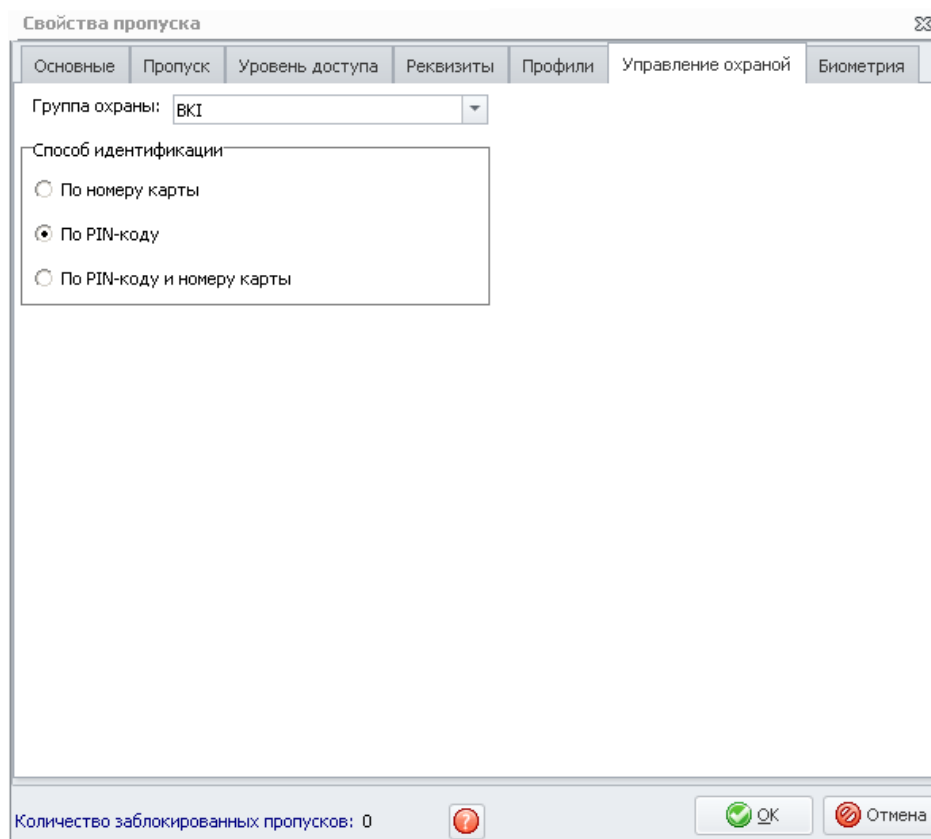 Свойства пропуска
Основные Пропуск Уровень доступа Реквизиты Профили Управление охраной Биометрия
Группа охраны: BKI
Способ идентификации
По номеру карты
По PIN-коду
По PIN-коду и номеру карты
Количество заблокированных пропусков: 0 ? OK Отмена